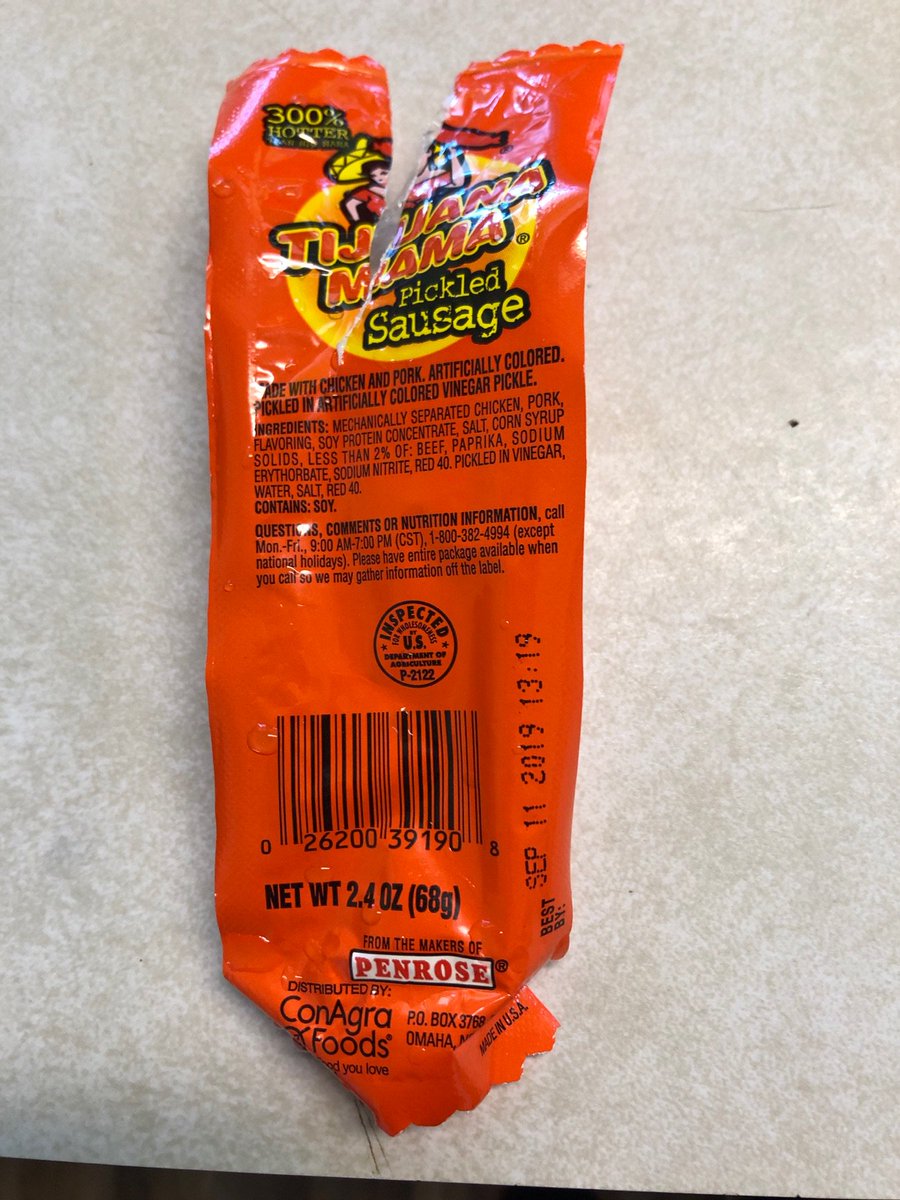 300%
HOTTER
TIJUANA
MAMA®
Pickled
Sausage
MADE WITH CHICKEN AND PORK. ARTIFICIALLY COLORED.
PICKLED IN ARTIFICIALLY COLORED VINEGAR PICKLE.
INGREDIENTS: MECHANICALLY SEPARATED CHICKEN, PORK,
FLAVORING, SOY PROTEIN CONCENTRATE, SALT, CORN SYRUP
SOLIDS, LESS THAN 2% OF: BEEF, PAPRIKA, SODIUM
ERYTHORBATE, SODIUM NITRITE, RED 40. PICKLED IN VINEGAR,
WATER, SALT, RED 40.
CONTAINS: SOY.
QUESTIONS, COMMENTS OR NUTRITION INFORMATION, call
Mon.-Fri., 9:00 AM-7:00 PM (CST), 1-800-382-4994 (except
national holidays). Please have entire package available when
you call so we may gather information off the label.
INSPECTED
FOR WHOLESOMENESS
BY
U.S.
DEPARTMENT OF
AGRICULTURE
P-2122
0 26200 39190 8
BEST BY: SEP 11 2019 13:19
NET WT 2.4 OZ (68g)
FROM THE MAKERS OF
PENROSE®
DISTRIBUTED BY:
ConAgra
Foods®
you love
P.O. BOX 3768
OMAHA,
MADE IN U.S.A.